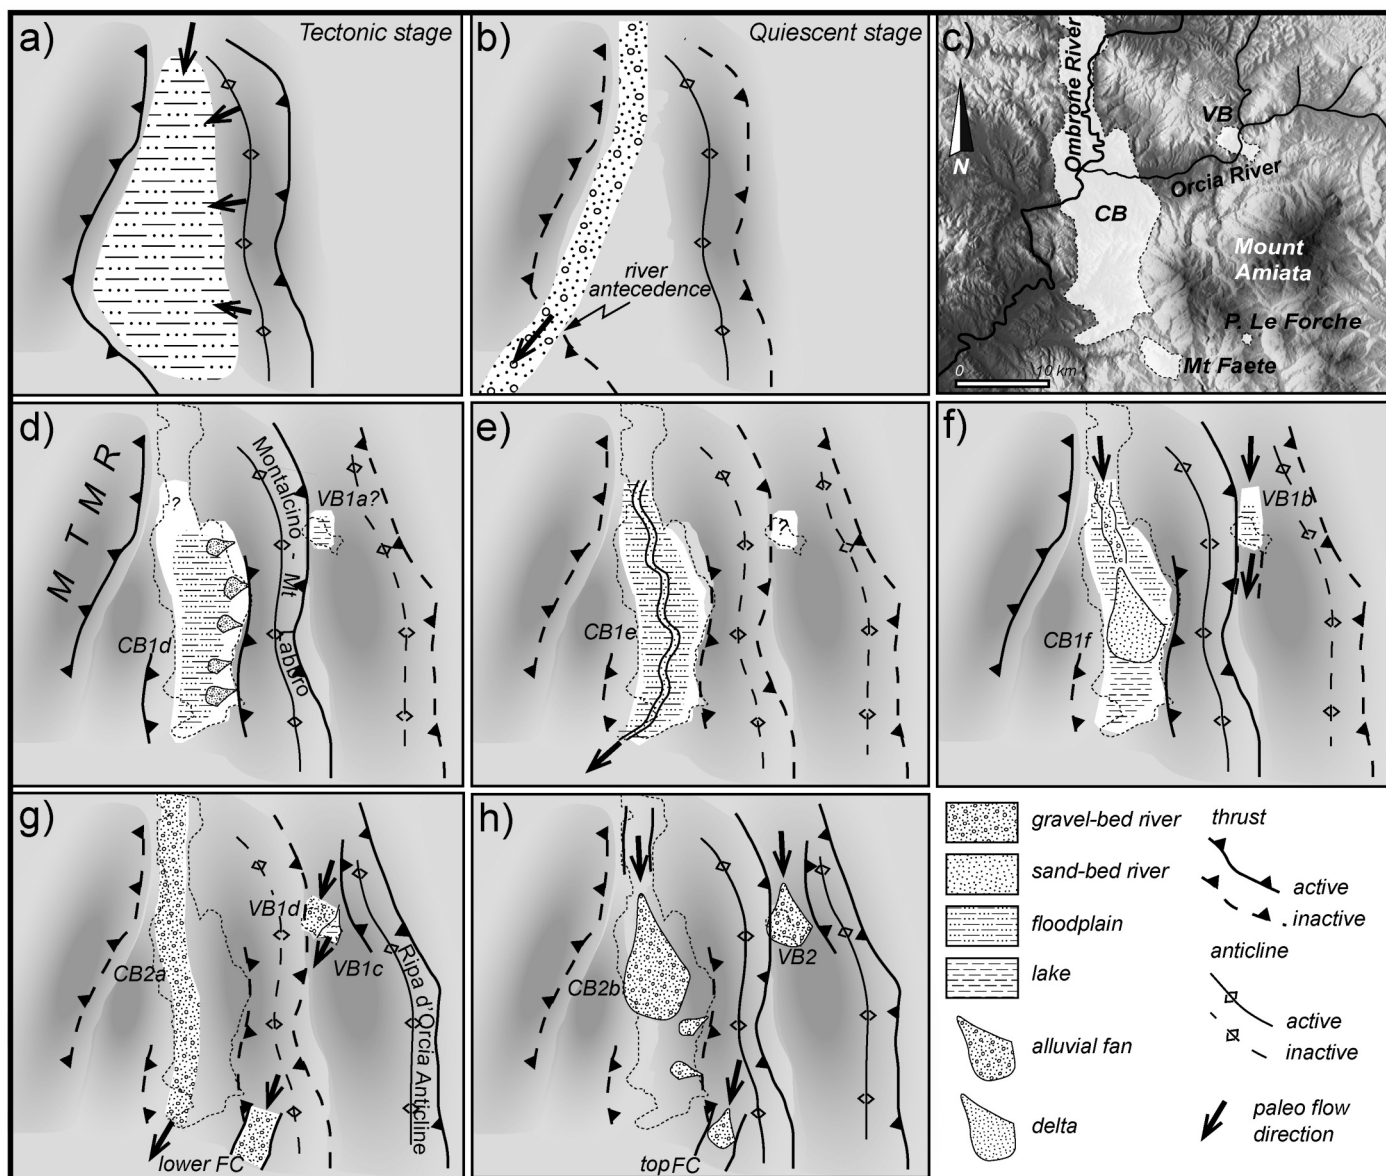 a)
Tectonic stage
b)
Quiescent stage
river
antecedence
c)
Ombrone River
VB
N
Orcia River
CB
Mount
Amiata
P. Le Forche
Mt Faete
0
10 km
d)
M T M R
Montalcino - Mt
Labbro
VB1a?
?
CB1d
e)
?
CB1e
f)
VB1b
CB1f
g)
VB1d
VB1c
CB2a
Ripa d'Orcia Anticline
lower FC
h)
VB2
CB2b
topFC
gravel-bed river
sand-bed river
floodplain
lake
alluvial fan
delta
thrust
active
inactive
anticline
active
inactive
paleo flow
direction